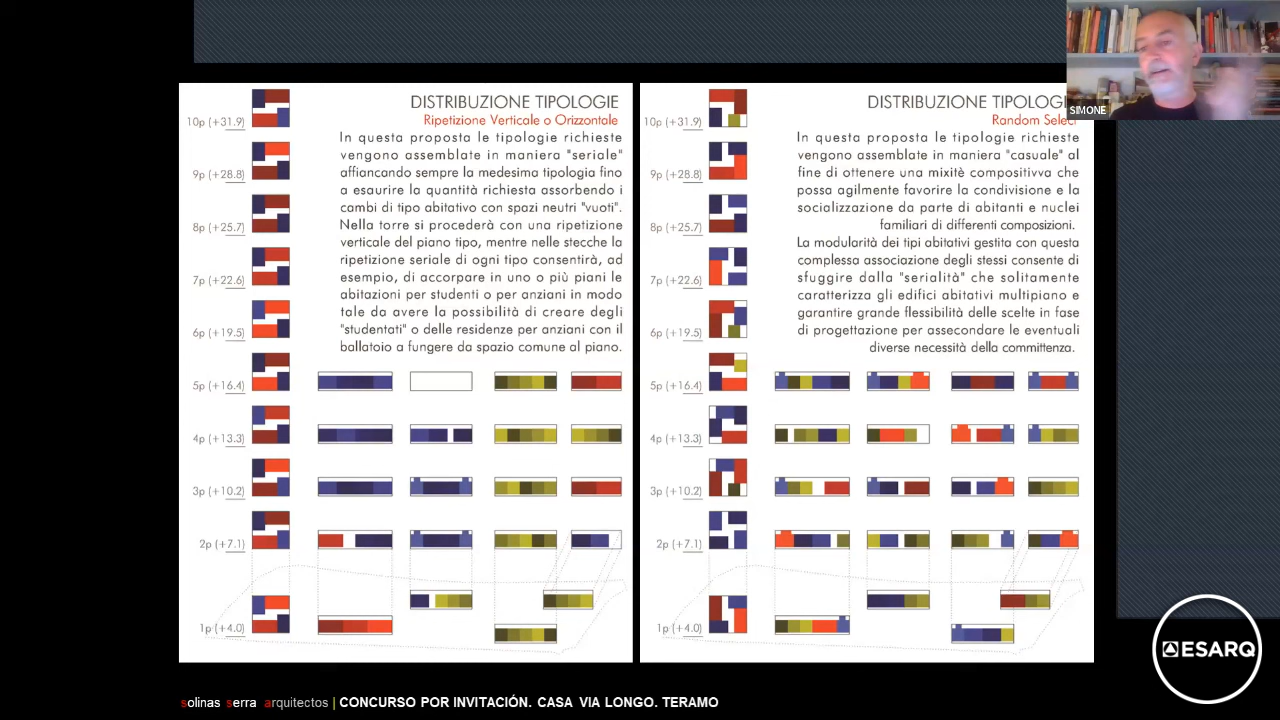 SIMONE
DISTRIBUZIONE TIPOLOGIE
Ripetizione Verticale o Orizzontale
In questa proposta le tipologie richieste
vengono assemblate in maniera "seriale"
affiancando sempre la medesima tipologia fino
a esaurire la quantità richiesta assorbendo i
cambi di tipo abitativo con spazi neutri "vuoti".
Nella torre si procederà con una ripetizione
verticale del piano tipo, mentre nelle stecche la
ripetizione seriale di ogni tipo consentirà, ad
esempio, di accorpare in uno o più piani le
abitazioni per studenti o per anziani in modo
tale da avere la possibilità di creare degli
"studentati" o delle residenze per anziani con il
ballatoio a fungere da spazio comune al piano.
10p (+31.9)
9p (+28.8)
8p (+25.7)
7p (+22.6)
6p (+19.5)
5p (+16.4)
4p (+13.3)
3p (+10.2)
2p (+7.1)
1p (+4.0)
DISTRIBUZIONE TIPOLOG
Random Select
In questa proposta le tipologie richieste
vengono assemblate in maniera "casuale" al
fine di ottenere una mixitè compositivva che
possa agilmente favorire la condivisione e la
socializzazione da parte di abitanti e nuclei
familiari di differenti composizioni.
La modularità dei tipi abitativi gestita con questa
complessa associazione degli stessi consente di
sfuggire dalla "serialità" che solitamente
caratterizza gli edifici abitativi multipiano e
garantire grande flessibilità delle scelte in fase
di progettazione per assecondare le eventuali
diverse necessità della committenza.
10p (+31.9)
9p (+28.8)
8p (+25.7)
7p (+22.6)
6p (+19.5)
5p (+16.4)
4p (+13.3)
3p (+10.2)
2p (+7.1)
1p (+4.0)
ESARQ
solinas serra arquitectos | CONCURSO POR INVITACIÓN. CASA VIA LONGO. TERAMO